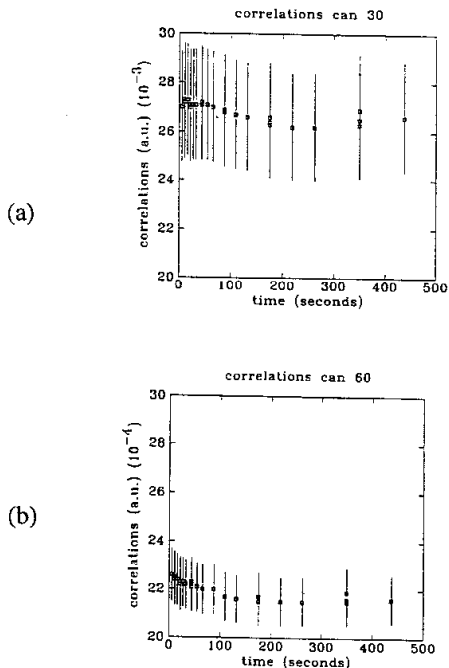 correlations can 30
(a)
correlations (a.u.) (10⁻³)
30
28
26
24
22
20
0 100 200 300 400 500
time (seconds)
correlations can 60
(b)
correlations (a.u.) (10⁻⁴)
30
28
26
24
22
20
0 100 200 300 400 500
time (seconds)